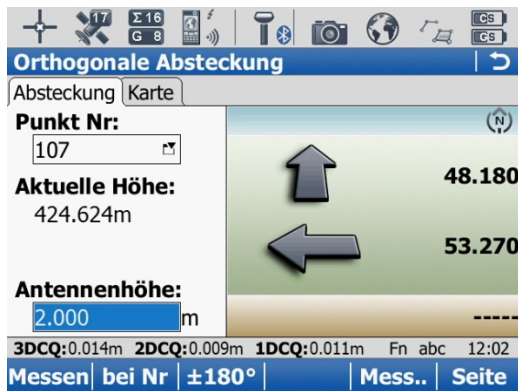 17
Σ 16
G 8
CS
CS
Orthogonale Absteckung
Absteckung Karte
Punkt Nr:
107
N
Aktuelle Höhe:
424.624m
48.180
53.270
Antennenhöhe:
2.000 m
-----
3DCQ:0.014m 2DCQ:0.009m 1DCQ:0.011m Fn abc 12:02
Messen bei Nr ±180° Mess.. Seite